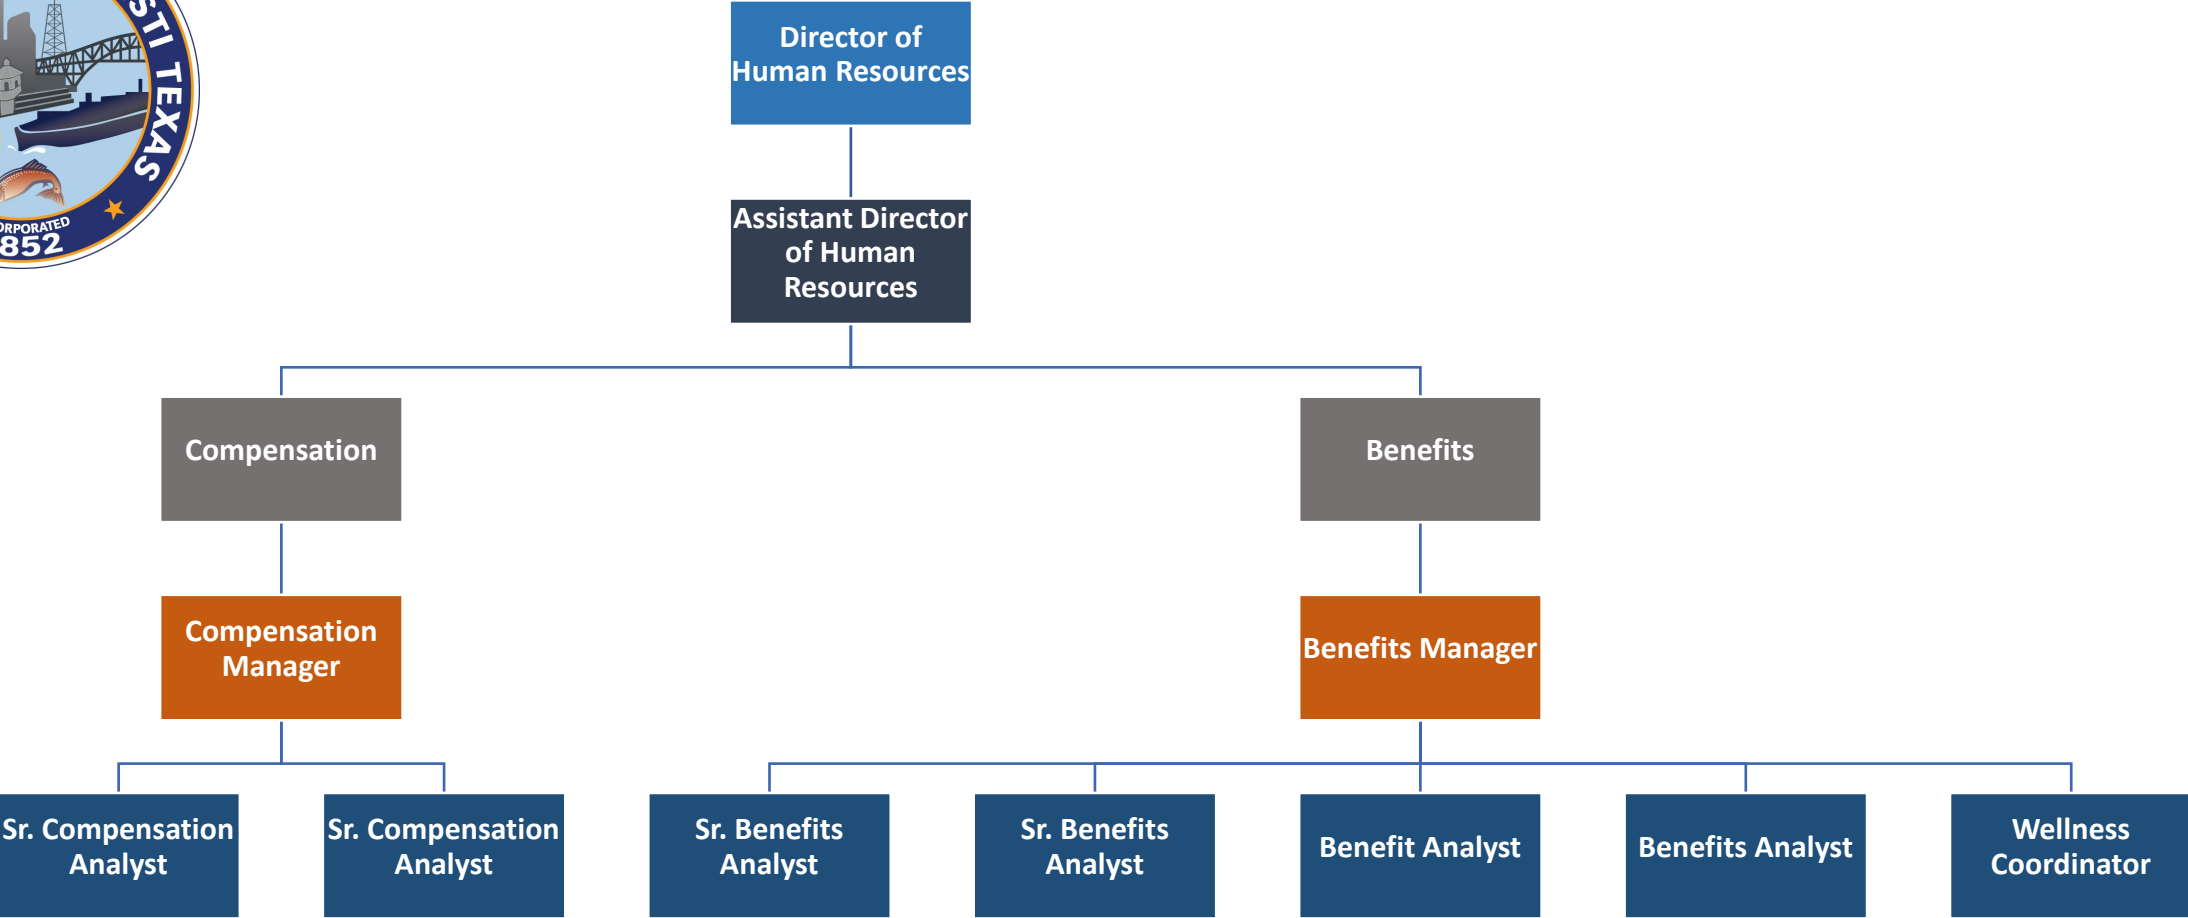 STI TEXAS
ORPORATED
852
Director of
Human Resources
Assistant Director
of Human
Resources
Compensation
Benefits
Compensation
Manager
Benefits Manager
Sr. Compensation
Analyst
Sr. Compensation
Analyst
Sr. Benefits
Analyst
Sr. Benefits
Analyst
Benefit Analyst
Benefits Analyst
Wellness
Coordinator